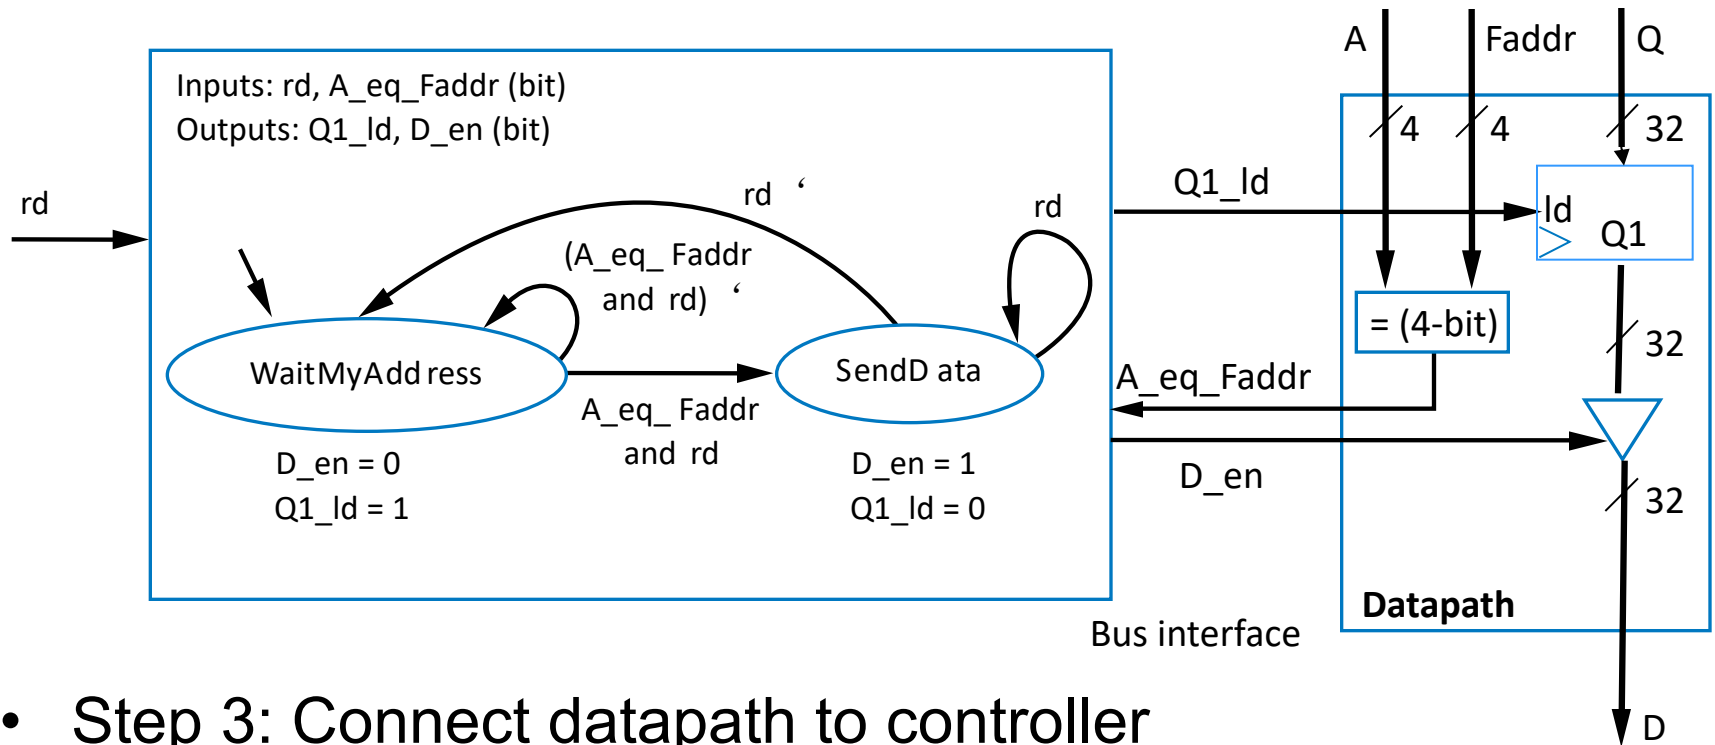 Inputs: rd, A_eq_Faddr (bit)
Outputs: Q1_ld, D_en (bit)
rd
rd ‘
(A_eq_ Faddr
and rd) ‘
rd
WaitMyAdd ress
SendD ata
A_eq_ Faddr
and rd
D_en = 0
Q1_ld = 1
D_en = 1
Q1_ld = 0
Q1_ld
A_eq_Faddr
D_en
A
Faddr
Q
4
4
32
ld
Q1
= (4-bit)
32
32
Datapath
Bus interface
D
• Step 3: Connect datapath to controller